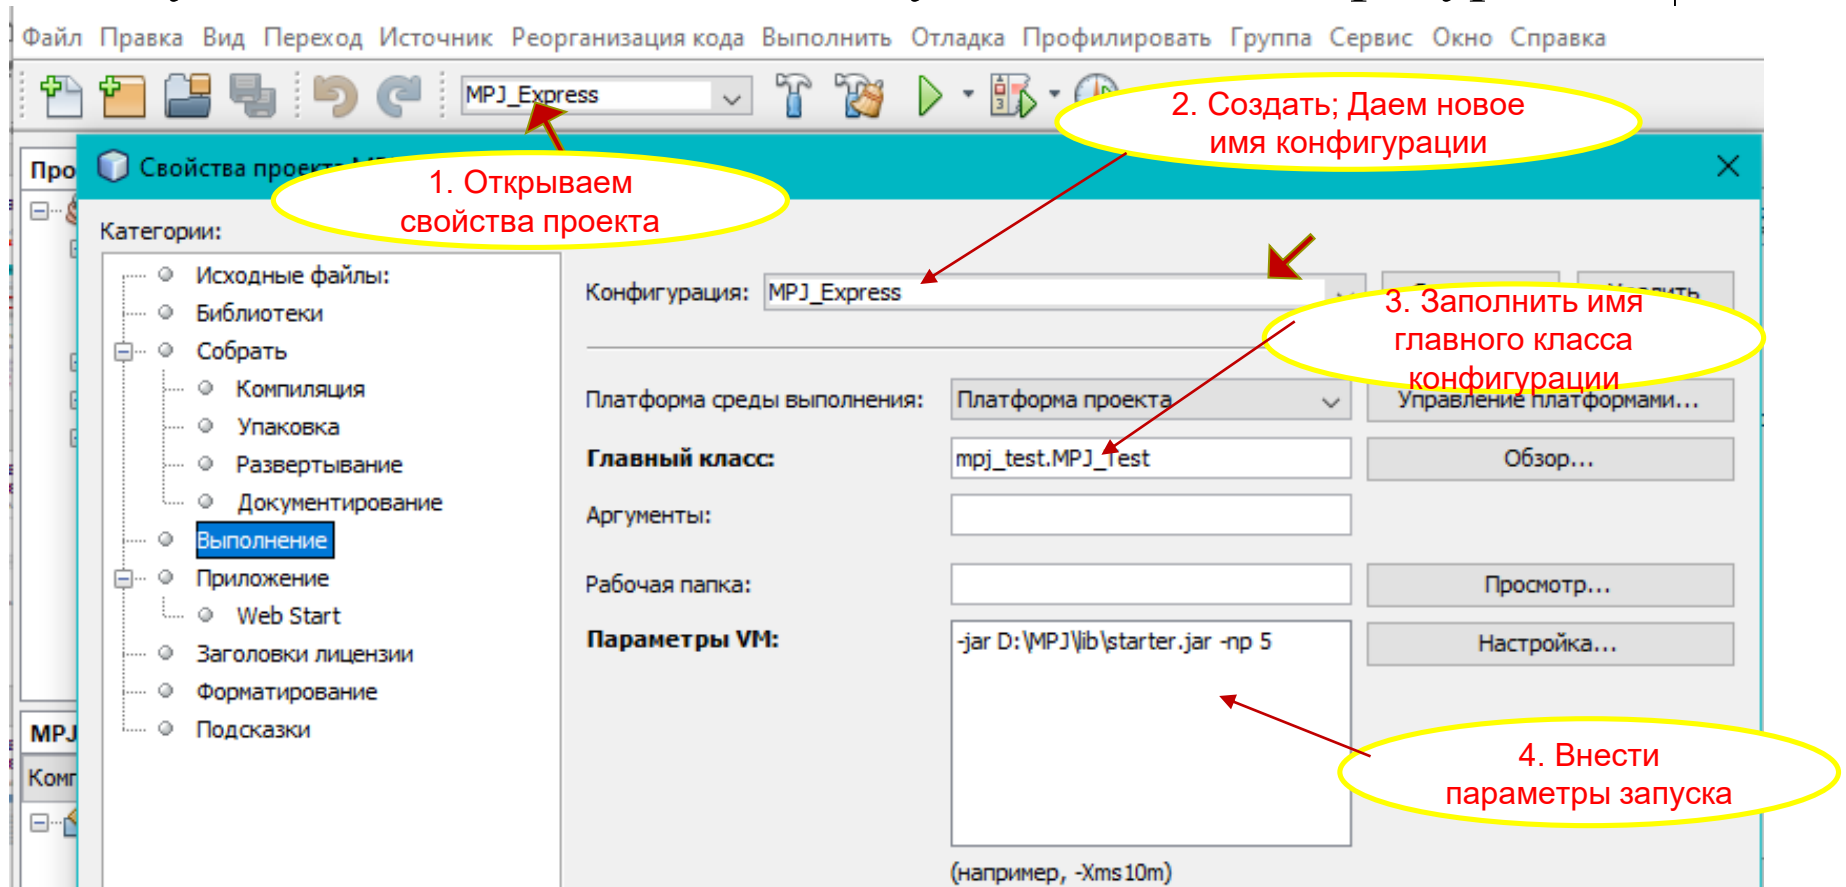 Файл Правка Вид Переход Источник Реорганизация кода Выполнить Отладка Профилировать Группа Сервис Окно Справка
MPJ_Express
2. Создать; Даем новое
имя конфигурации
Свойства проекта
1. Открываем
свойства проекта
Категории:
Исходные файлы:
Библиотеки
Собрать
Компиляция
Упаковка
Развертывание
Документирование
Выполнение
Приложение
Web Start
Заголовки лицензии
Форматирование
Подсказки
MPJ
Конфигурация: MPJ_Express
3. Заполнить имя
главного класса
конфигурации
Платформа среды выполнения: Платформа проекта Управление платформами...
Главный класс: mpj_test.MPJ_Test Обзор...
Аргументы:
Рабочая папка: Просмотр...
Параметры VM: -jar D:\MPJ\lib\starter.jar -np 5 Настройка...
4. Внести
параметры запуска
(например, -Xms10m)